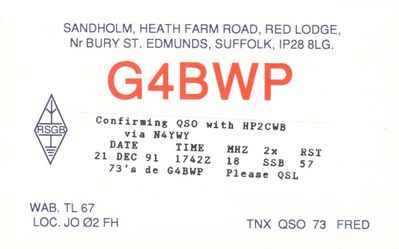 SANDHOLM, HEATH FARM ROAD, RED LODGE,
Nr BURY ST. EDMUNDS, SUFFOLK, IP28 8LG.
G4BWP
RSGB
Confirming QSO with HP2CWB
via N4YWY
DATE TIME MHZ 2x RST
21 DEC 91 1742Z 18 SSB 57
73's de G4BWP Please QSL
WAB. TL 67
LOC. JO Ø2 FH
TNX QSO 73 FRED